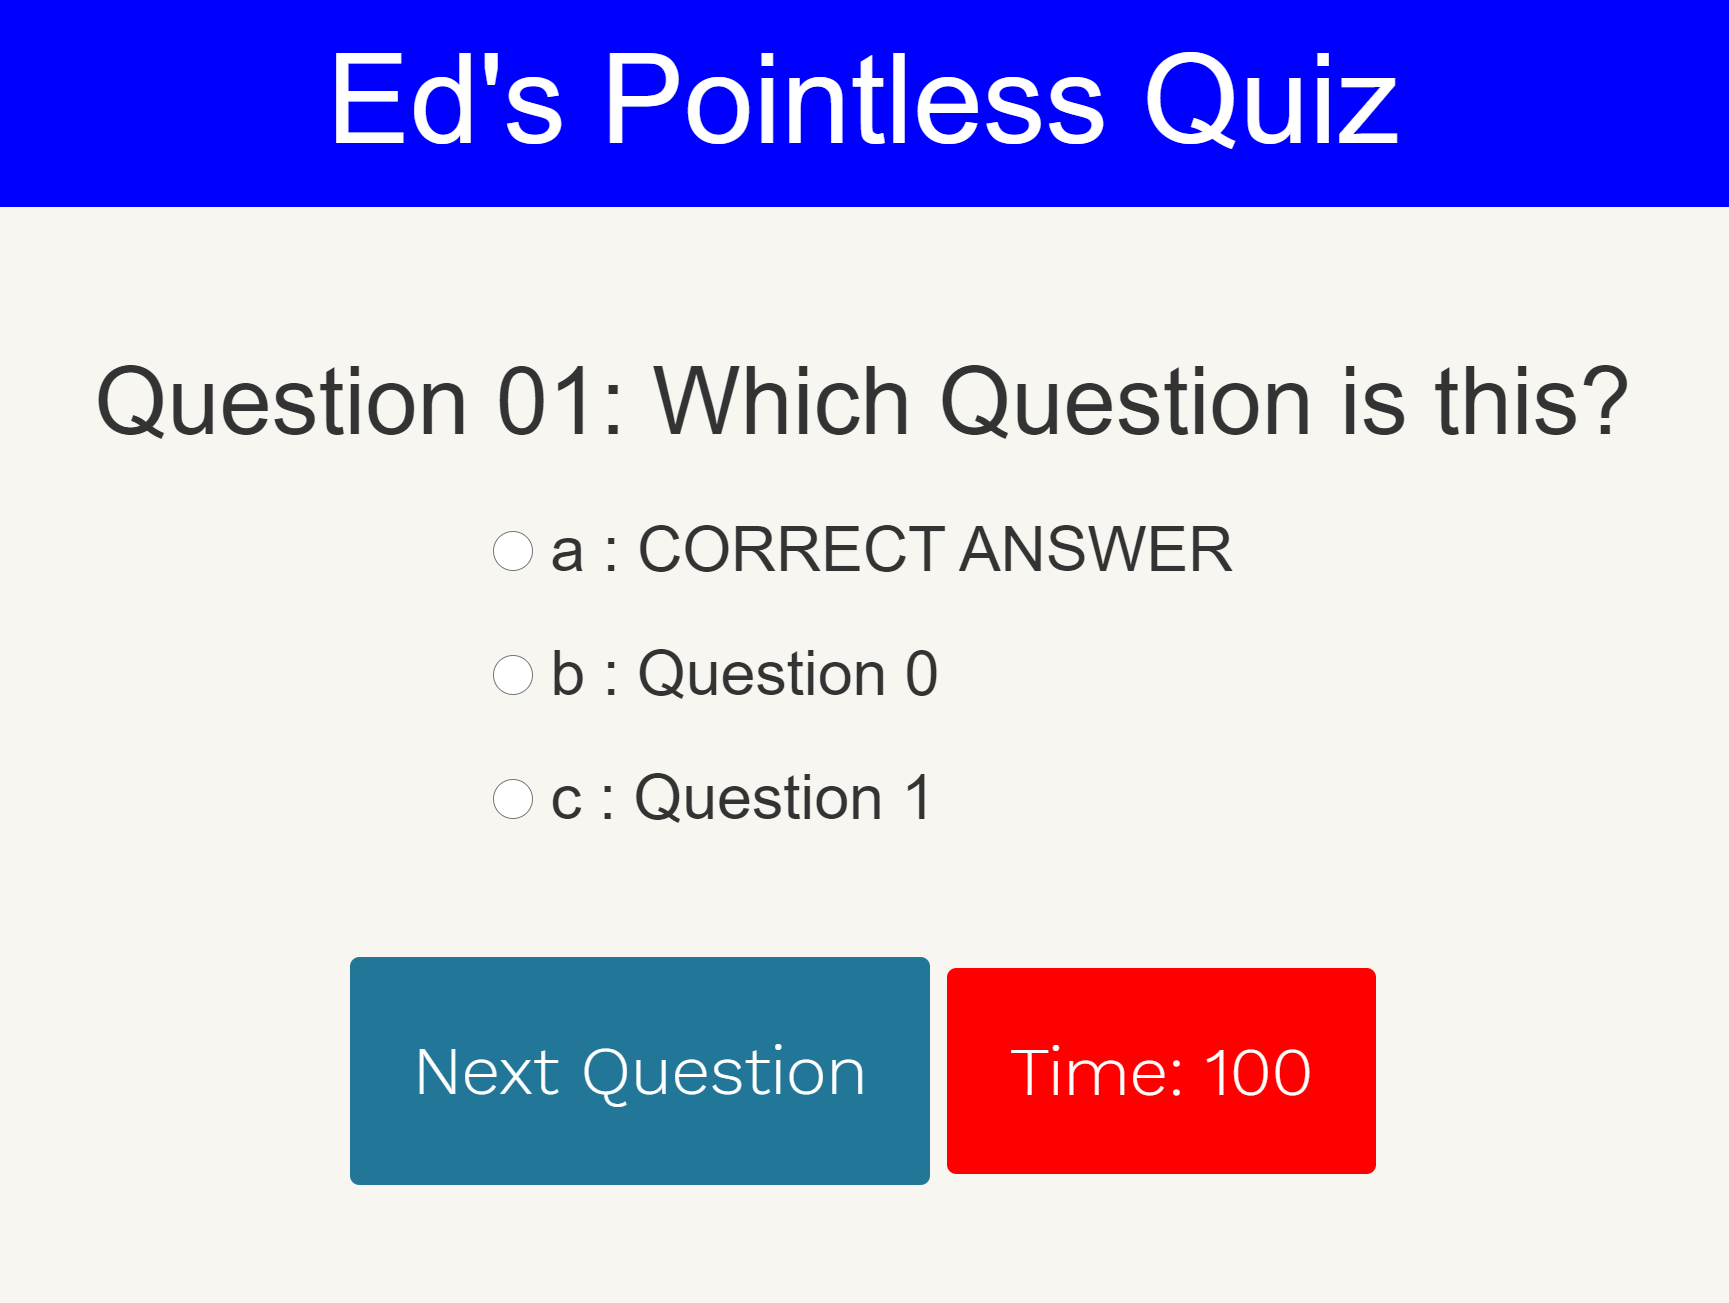 Ed's Pointless Quiz
Question 01: Which Question is this?
a : CORRECT ANSWER
b : Question 0
c : Question 1
Next Question
Time: 100